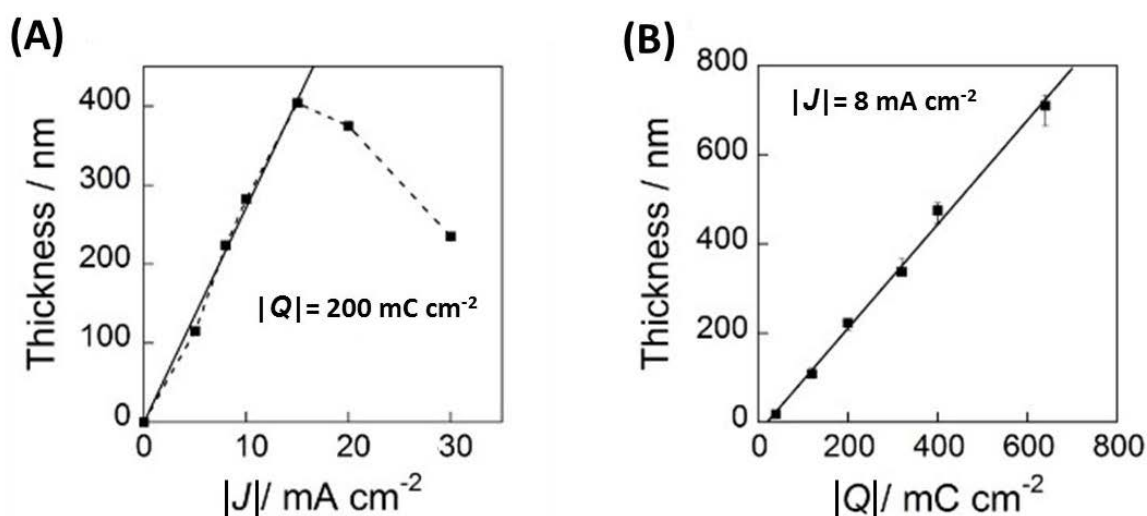 (A)
400
300
200
100
0
Thickness / nm
|Q|= 200 mC cm⁻²
0 10 20 30
|J|/ mA cm⁻²
(B)
800
600
400
200
0
Thickness / nm
|J|= 8 mA cm⁻²
0 200 400 600 800
|Q|/ mC cm⁻²